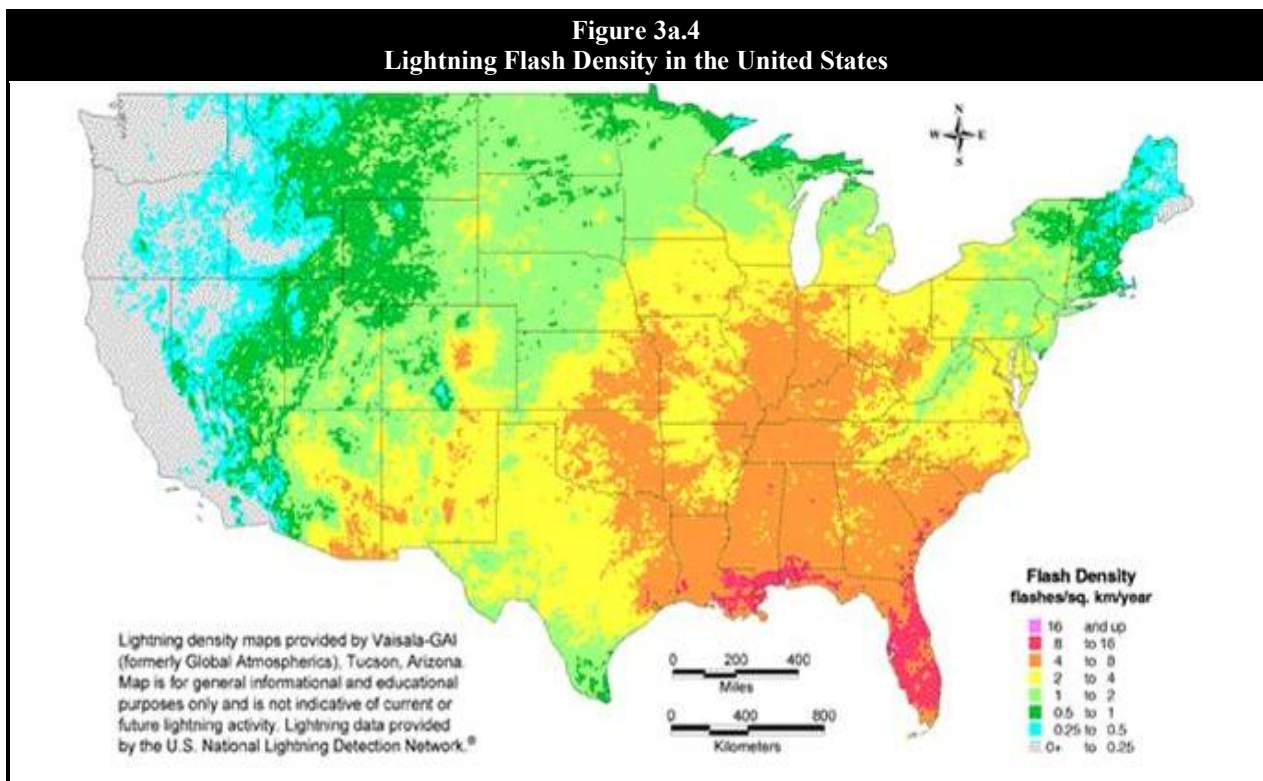 Figure 3a.4
Lightning Flash Density in the United States
N
W E
S
Flash Density
flashes/sq. km/year
16 and up
8 to 16
4 to 8
2 to 4
1 to 2
0.5 to 1
0.25 to 0.5
0+ to 0.25
Lightning density maps provided by Vaisala-GAI
(formerly Global Atmospherics), Tucson, Arizona.
Map is for general informational and educational
purposes only and is not indicative of current or
future lightning activity. Lightning data provided
by the U.S. National Lightning Detection Network.®
0 200 400
Miles
0 400 800
Kilometers